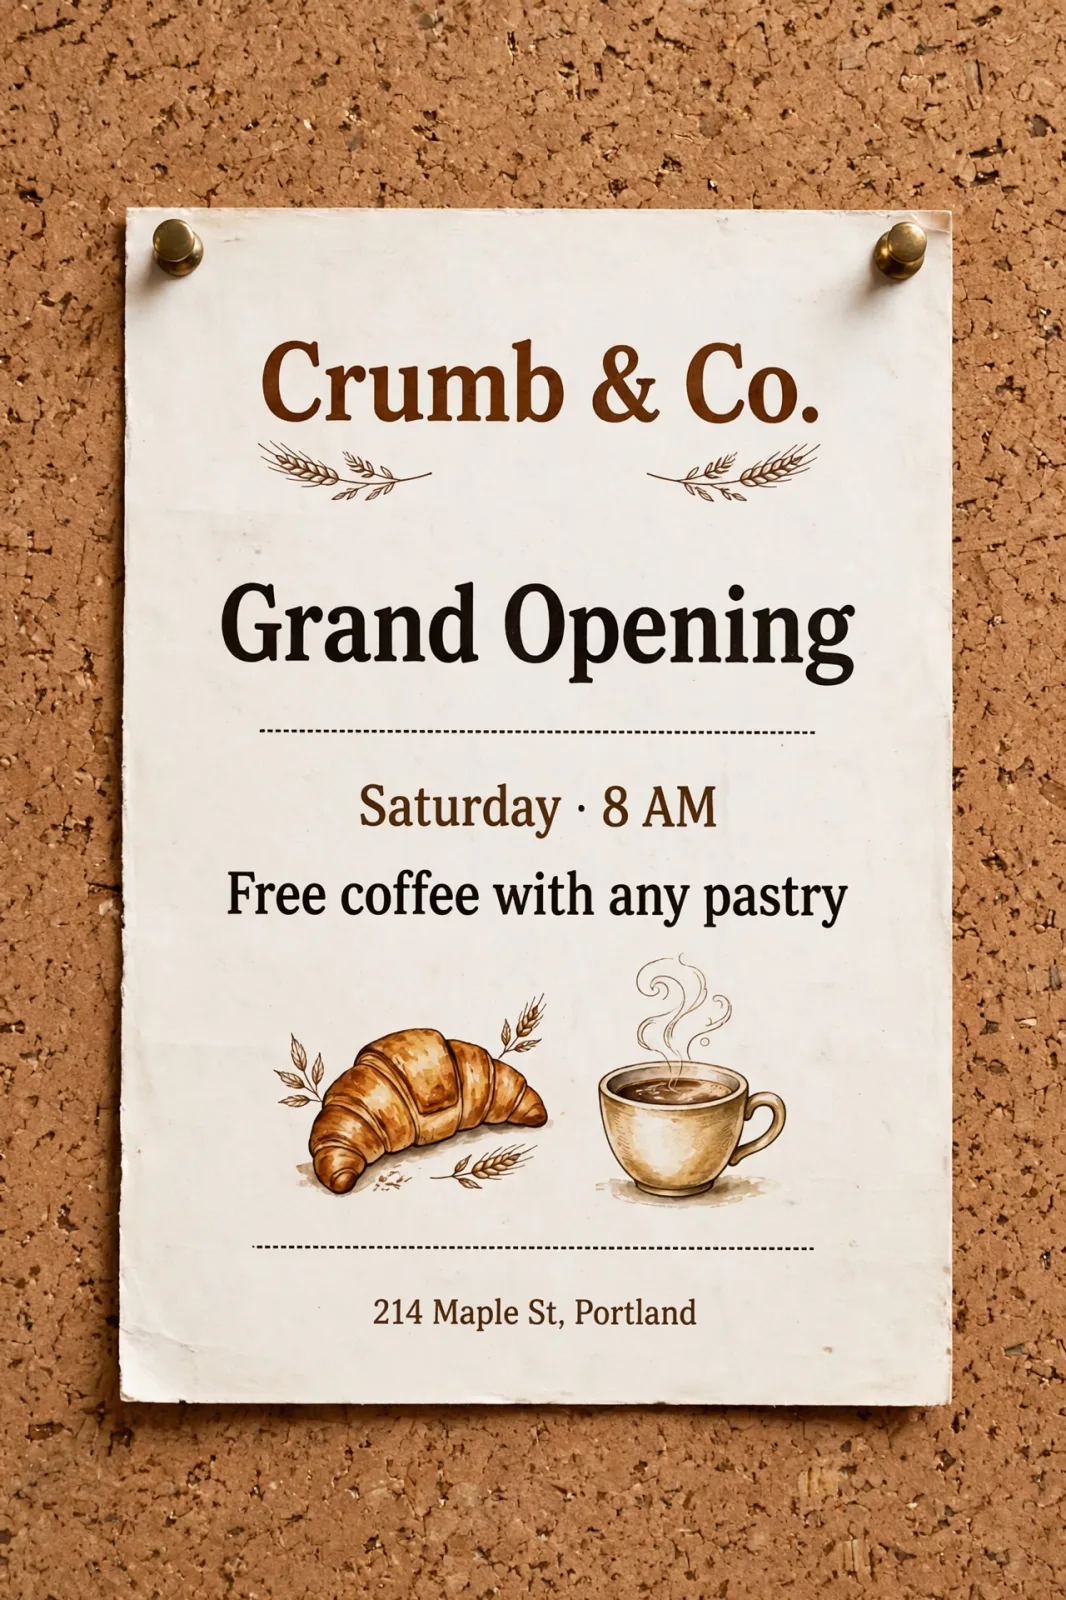 Crumb & Co.
Grand Opening
Saturday · 8 AM
Free coffee with any pastry
214 Maple St, Portland